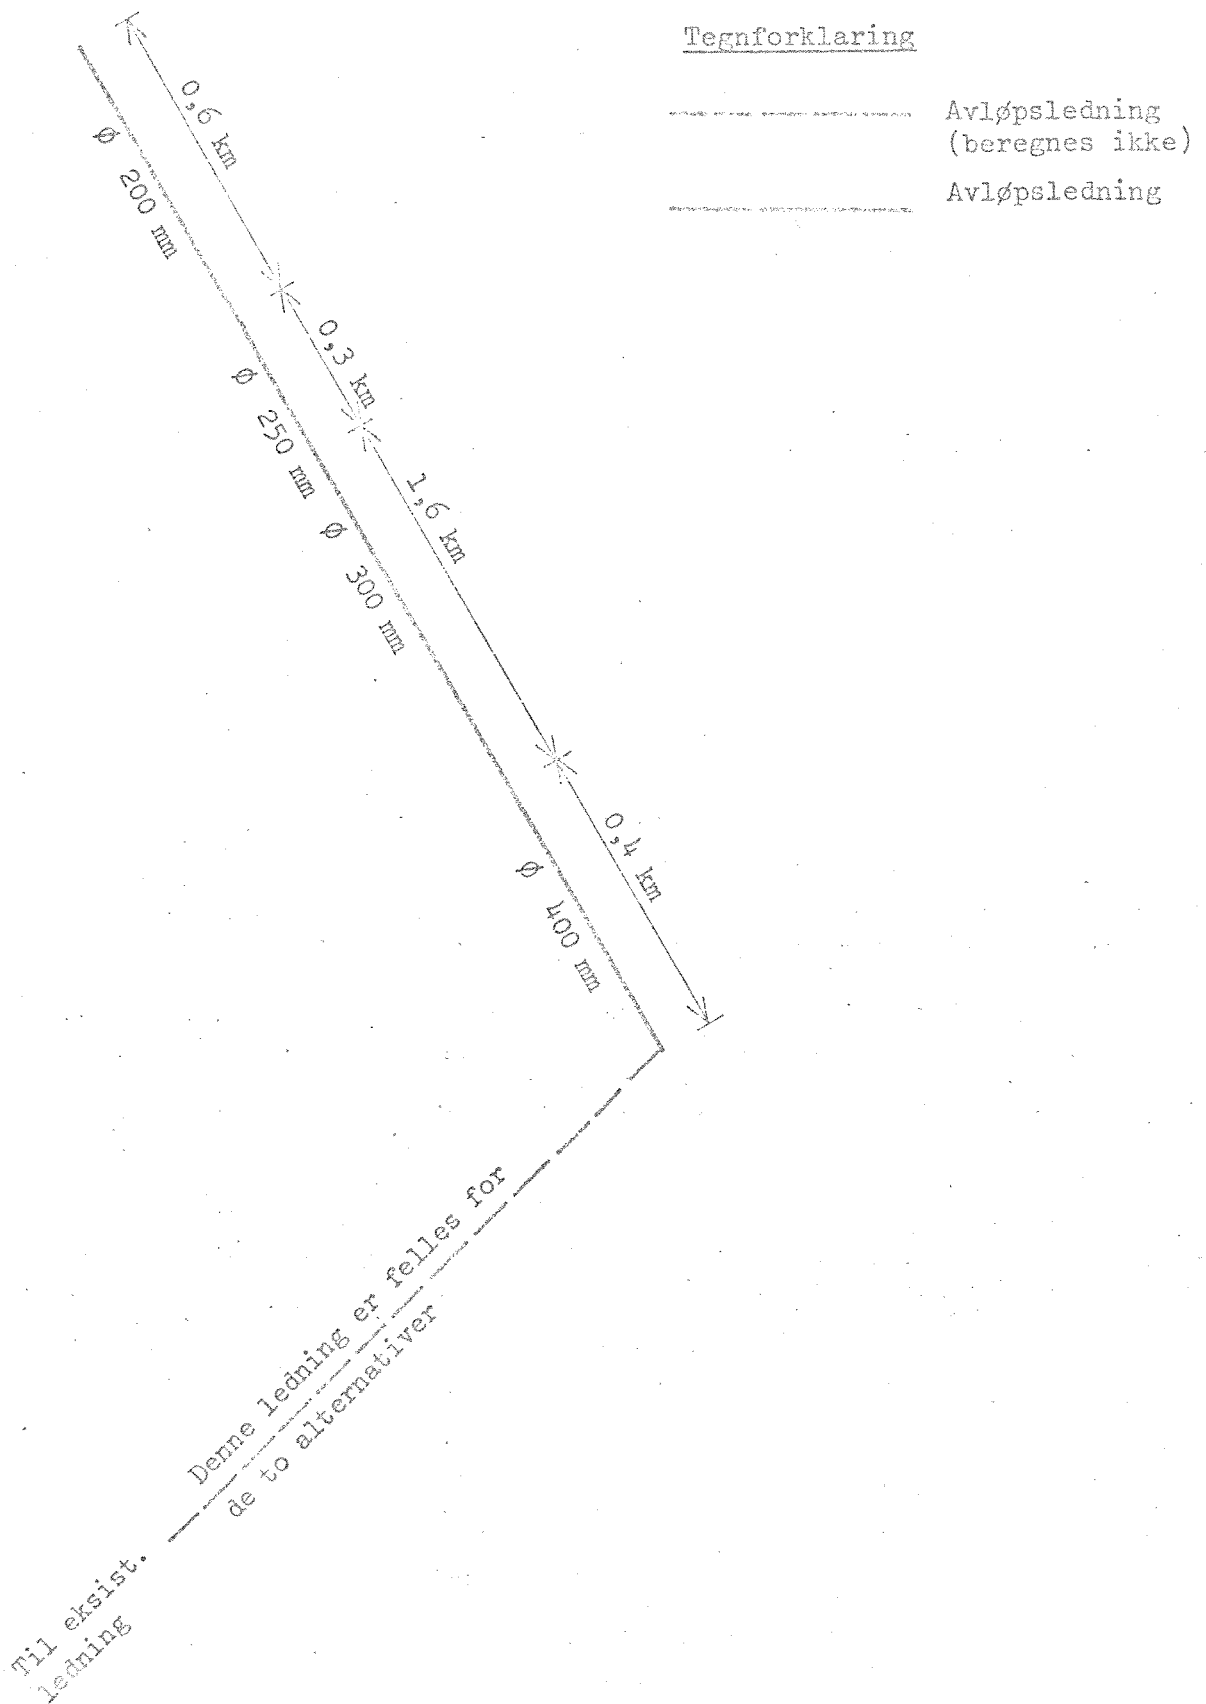 Tegnforklaring
Avløpsledning
(beregnes ikke)
Avløpsledning
0,6 km
Ø 200 mm
0,3 km
Ø 250 mm
1,6 km
Ø 300 mm
0,4 km
Ø 400 mm
Denne ledning er felles for
de to alternativer
Til eksist.
ledning